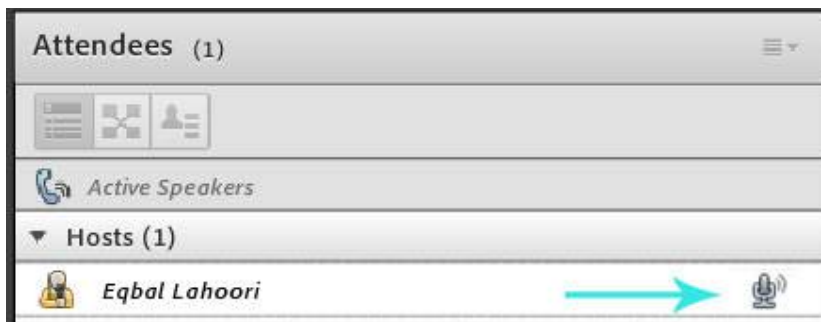 Attendees (1)
Active Speakers
Hosts (1)
Eqbal Lahoori